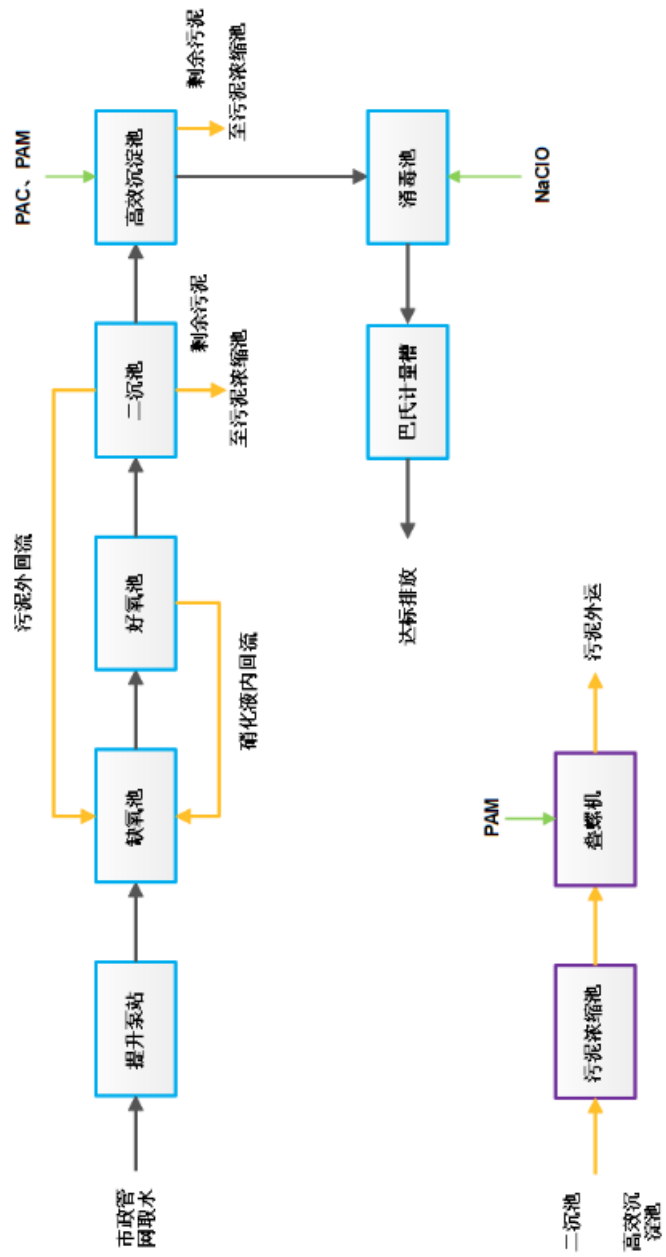 市政管
网取水
提升泵站
缺氧池
好氧池
二沉池
高效沉淀池
PAC、PAM
污泥外回流
硝化液内回流
剩余污泥
至污泥浓缩池
剩余污泥
至污泥浓缩池
消毒池
NaClO
巴氏计量槽
达标排放
二沉池
高效沉
淀池
污泥浓缩池
叠螺机
PAM
污泥外运